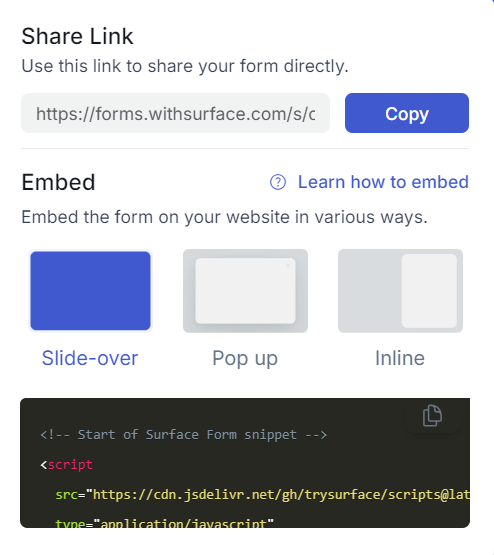 Share Link
Use this link to share your form directly.
https://forms.withsurface.com/s/c
Copy
Embed
? Learn how to embed
Embed the form on your website in various ways.
Slide-over
Pop up
Inline
<!-- Start of Surface Form snippet -->
<script
src="https://cdn.jsdelivr.net/gh/trysurface/scripts@lat
type="application/javascript"